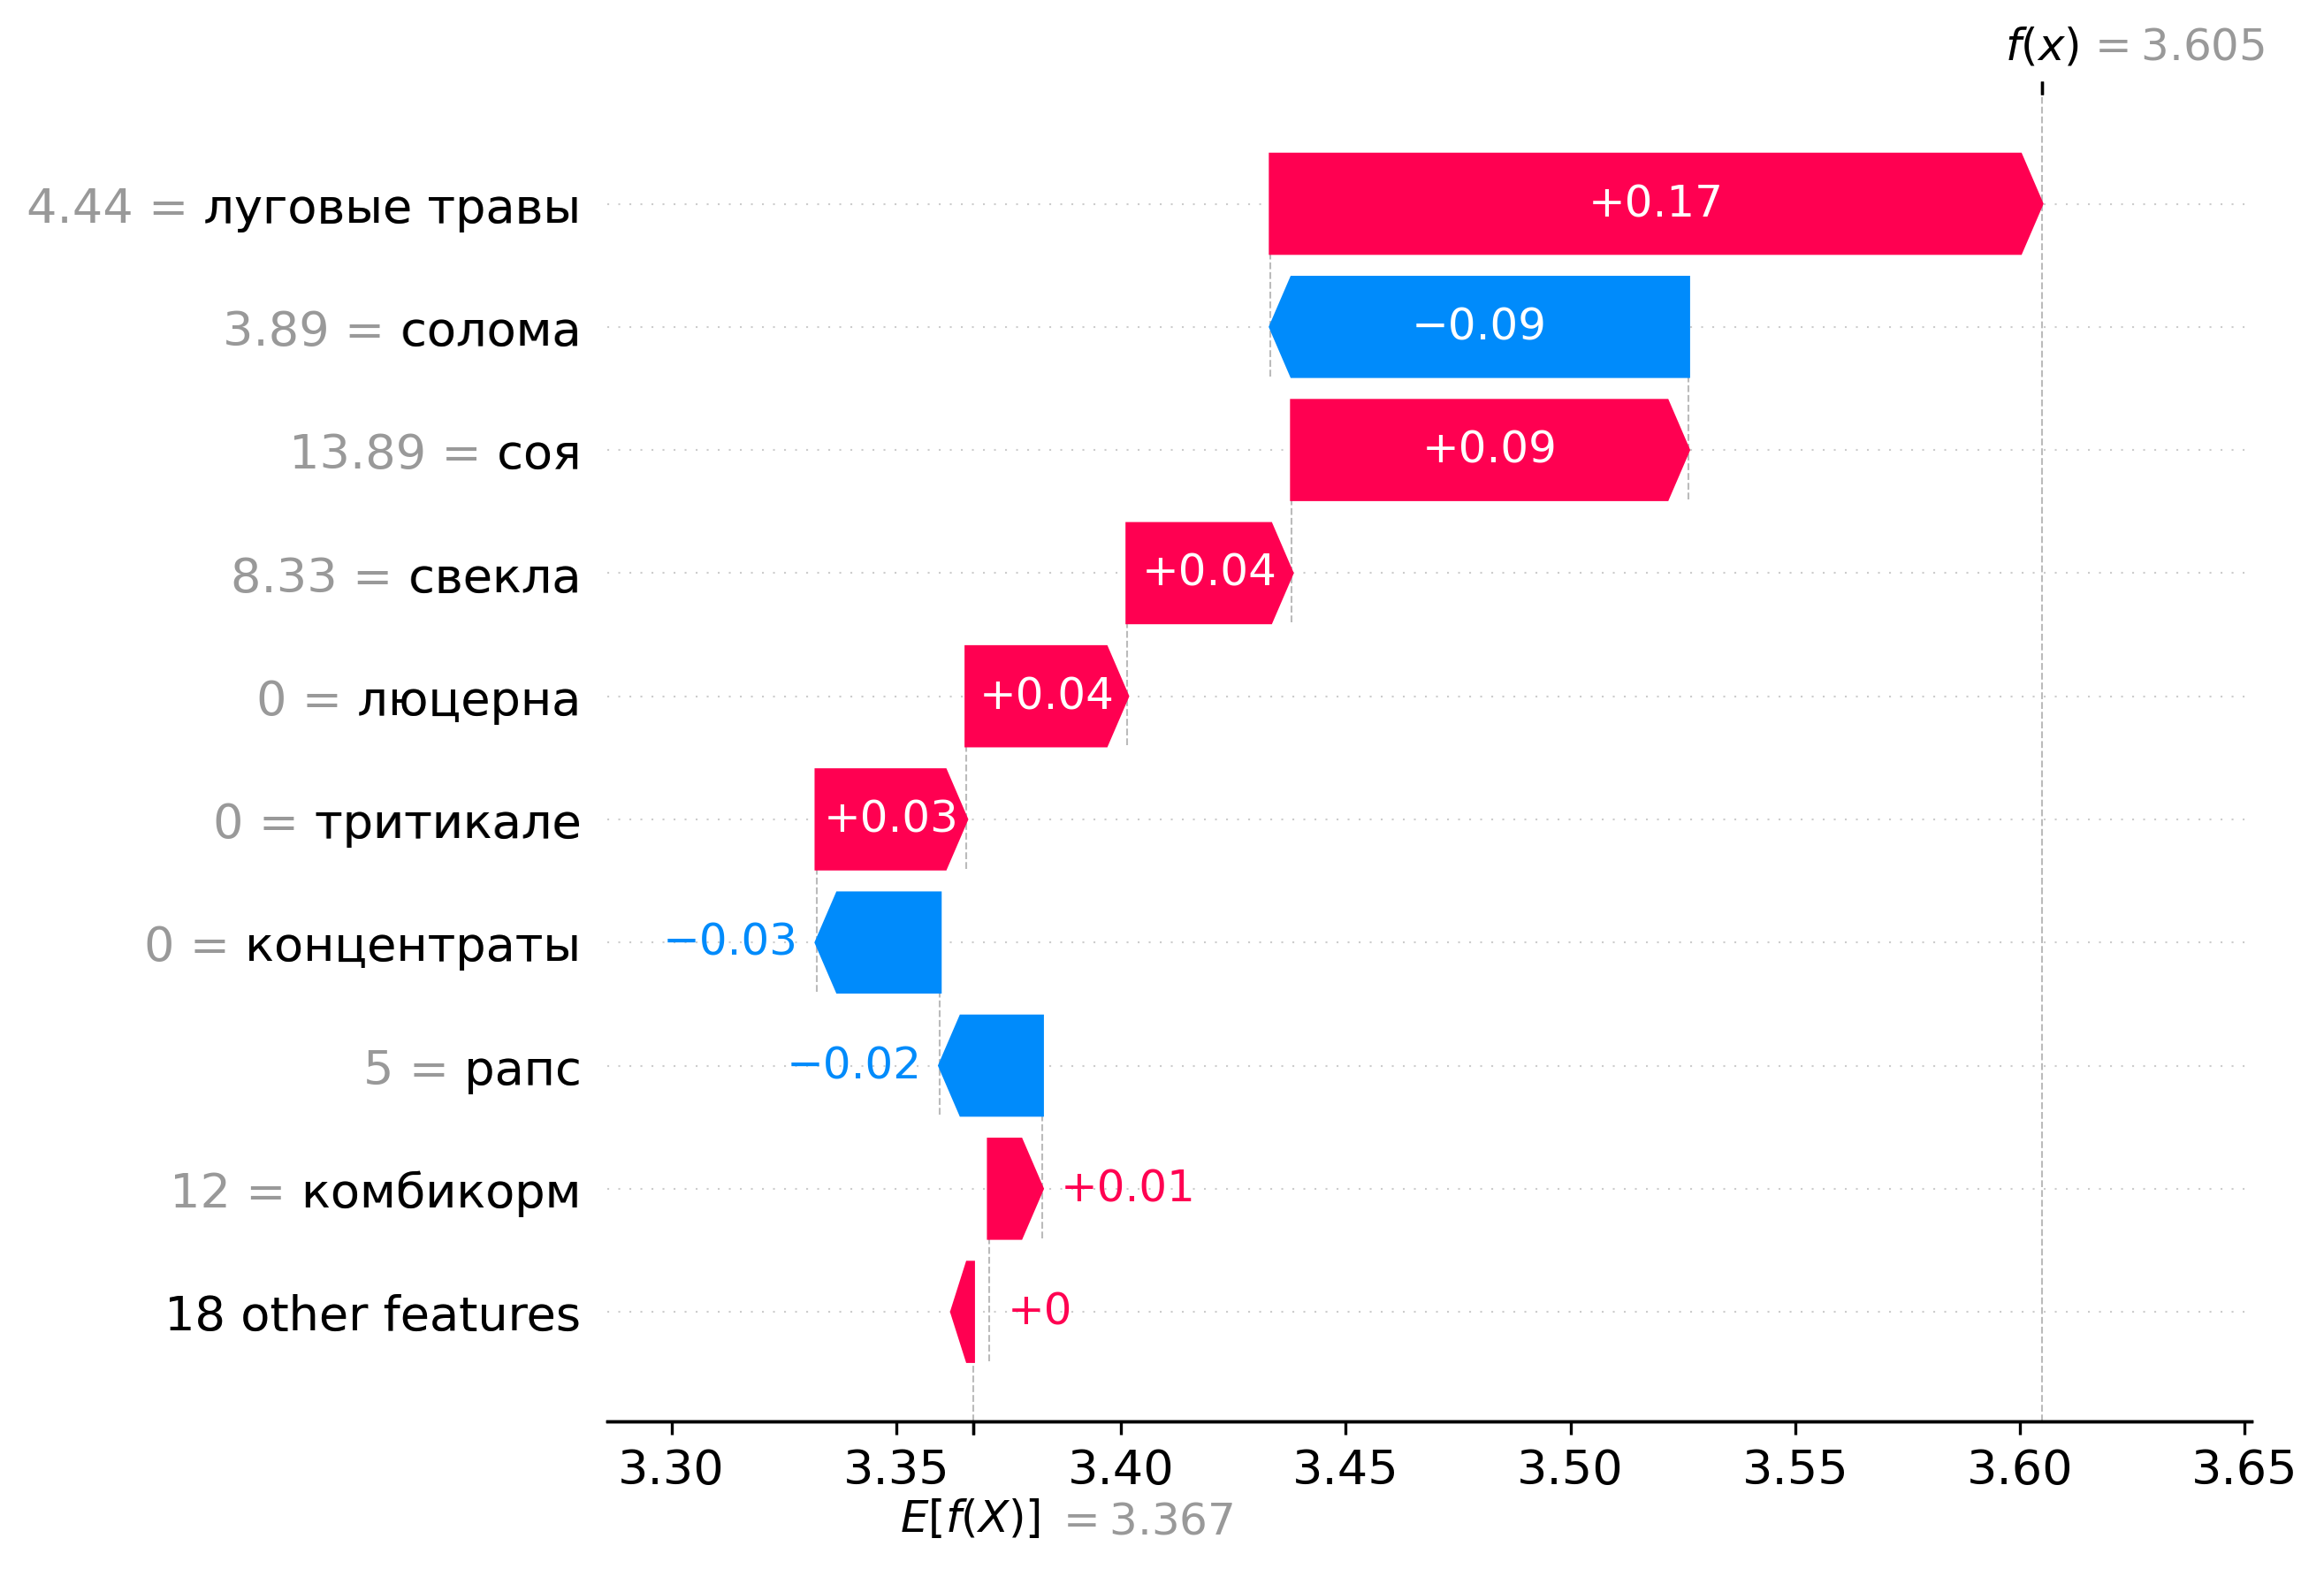 f(x) = 3.605
4.44 = луговые травы
+0.17
3.89 = солома
−0.09
13.89 = соя
+0.09
8.33 = свекла
+0.04
0 = люцерна
+0.04
0 = тритикале
+0.03
0 = концентраты
−0.03
5 = рапс
−0.02
12 = комбикорм
+0.01
18 other features
+0
3.30 3.35 3.40 3.45 3.50 3.55 3.60 3.65
E[f(X)] = 3.367